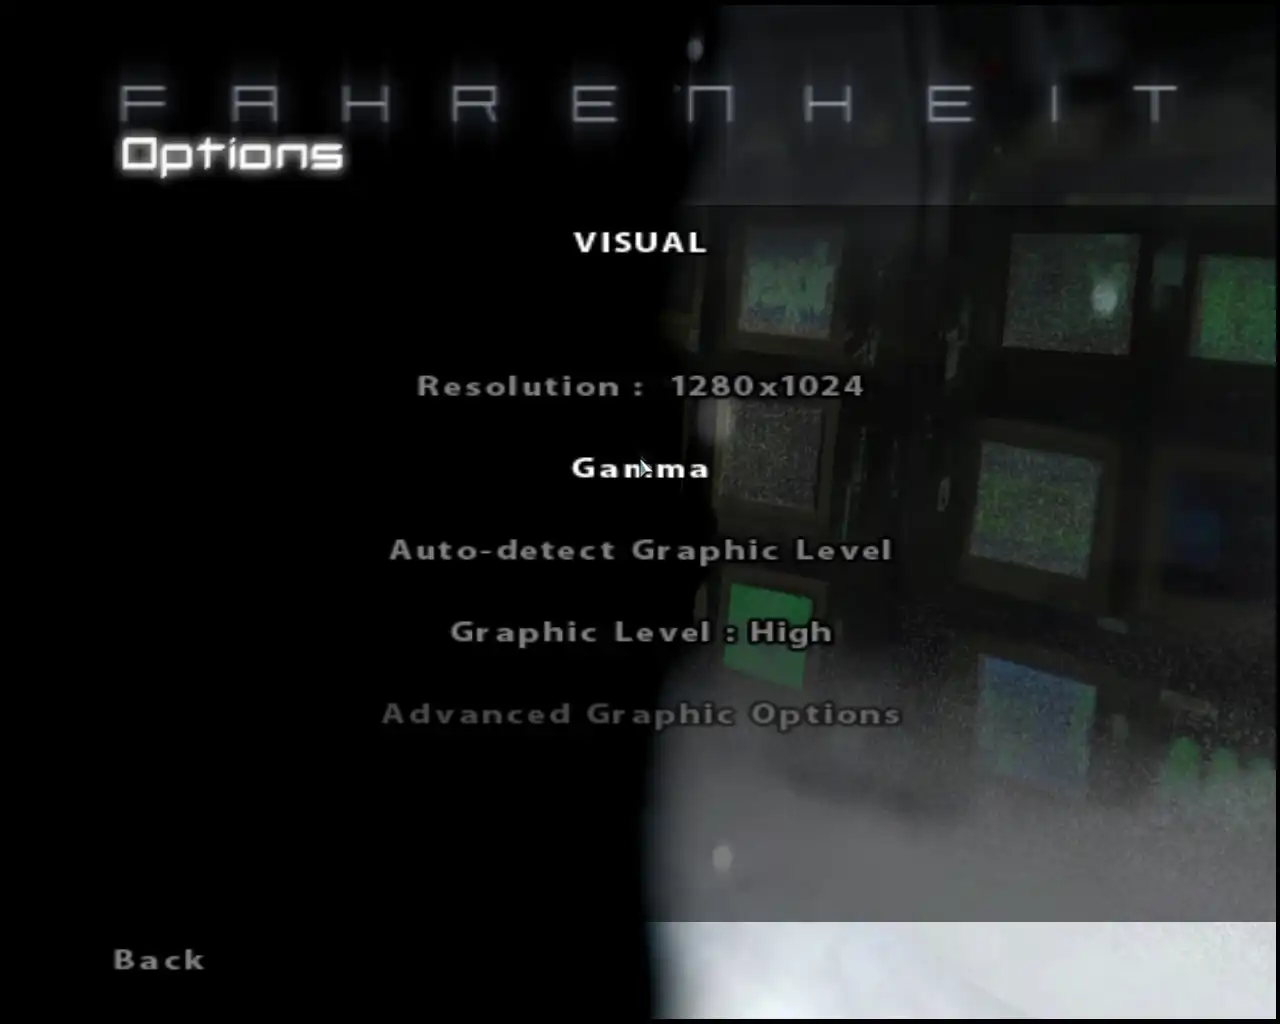 FAHRENHEIT
Options
VISUAL
Resolution : 1280x1024
Gamma
Auto-detect Graphic Level
Graphic Level : High
Advanced Graphic Options
Back